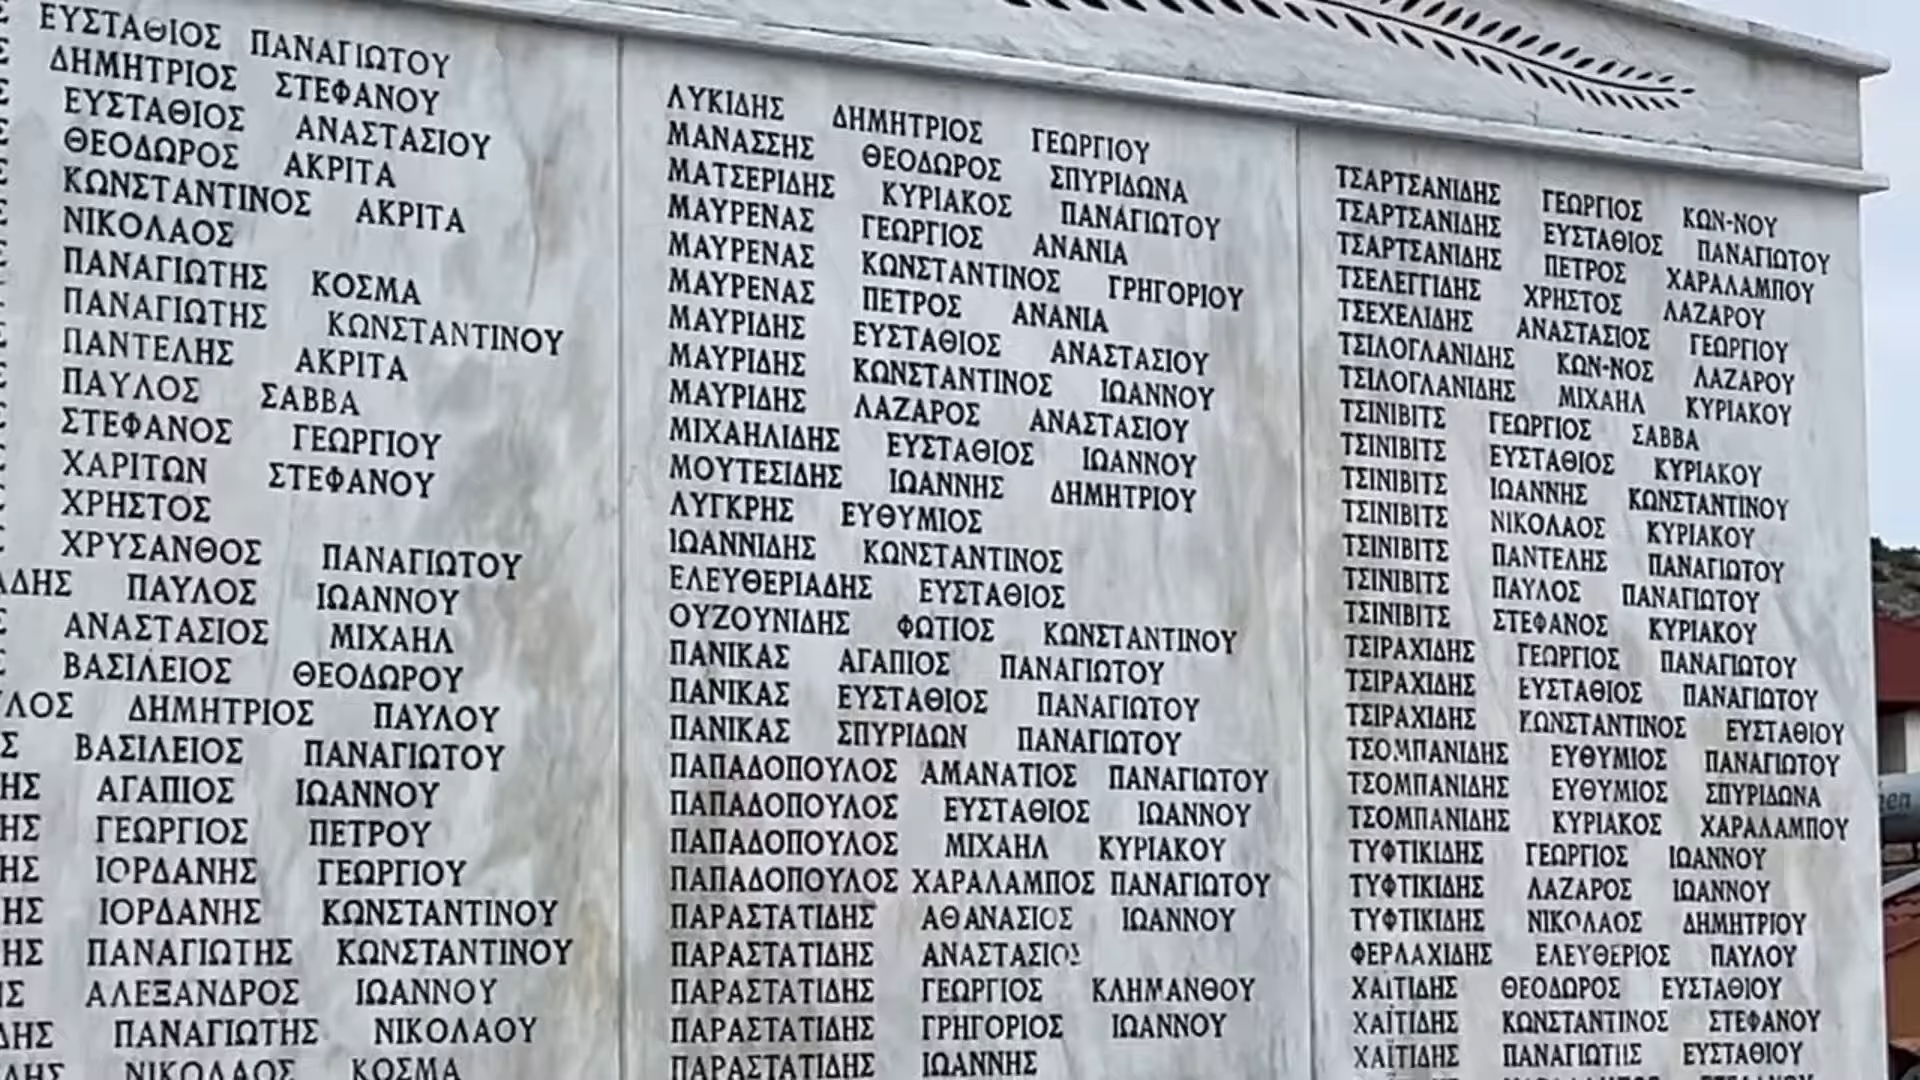 ΕΥΣΤΑΘΙΟΣ ΠΑΝΑΓΙΩΤΟΥ
ΔΗΜΗΤΡΙΟΣ ΣΤΕΦΑΝΟΥ
ΕΥΣΤΑΘΙΟΣ ΑΝΑΣΤΑΣΙΟΥ
ΘΕΟΔΩΡΟΣ ΑΚΡΙΤΑ
ΚΩΝΣΤΑΝΤΙΝΟΣ ΑΚΡΙΤΑ
ΝΙΚΟΛΑΟΣ
ΠΑΝΑΓΙΩΤΗΣ ΚΟΣΜΑ
ΠΑΝΑΓΙΩΤΗΣ ΚΩΝΣΤΑΝΤΙΝΟΥ
ΠΑΝΤΕΛΗΣ ΑΚΡΙΤΑ
ΠΑΥΛΟΣ ΣΑΒΒΑ
ΣΤΕΦΑΝΟΣ ΓΕΩΡΓΙΟΥ
ΧΑΡΙΤΩΝ ΣΤΕΦΑΝΟΥ
ΧΡΗΣΤΟΣ
ΧΡΥΣΑΝΘΟΣ ΠΑΝΑΓΙΩΤΟΥ
ΠΑΥΛΟΣ ΙΩΑΝΝΟΥ
ΑΝΑΣΤΑΣΙΟΣ ΜΙΧΑΗΛ
ΒΑΣΙΛΕΙΟΣ ΘΕΟΔΩΡΟΥ
ΔΗΜΗΤΡΙΟΣ ΠΑΥΛΟΥ
ΒΑΣΙΛΕΙΟΣ ΠΑΝΑΓΙΩΤΟΥ
ΑΓΑΠΙΟΣ ΙΩΑΝΝΟΥ
ΓΕΩΡΓΙΟΣ ΠΕΤΡΟΥ
ΙΟΡΔΑΝΗΣ ΓΕΩΡΓΙΟΥ
ΙΟΡΔΑΝΗΣ ΚΩΝΣΤΑΝΤΙΝΟΥ
ΠΑΝΑΓΙΩΤΗΣ ΚΩΝΣΤΑΝΤΙΝΟΥ
ΑΛΕΞΑΝΔΡΟΣ ΙΩΑΝΝΟΥ
ΠΑΝΑΓΙΩΤΗΣ ΝΙΚΟΛΑΟΥ
ΝΙΚΟΛΑΟΣ ΚΟΣΜΑ
ΛΥΚΙΔΗΣ ΔΗΜΗΤΡΙΟΣ ΓΕΩΡΓΙΟΥ
ΜΑΝΑΣΣΗΣ ΘΕΟΔΩΡΟΣ ΣΠΥΡΙΔΩΝΑ
ΜΑΤΣΕΡΙΔΗΣ ΚΥΡΙΑΚΟΣ ΠΑΝΑΓΙΩΤΟΥ
ΜΑΥΡΕΝΑΣ ΓΕΩΡΓΙΟΣ ΑΝΑΝΙΑ
ΜΑΥΡΕΝΑΣ ΚΩΝΣΤΑΝΤΙΝΟΣ ΓΡΗΓΟΡΙΟΥ
ΜΑΥΡΕΝΑΣ ΠΕΤΡΟΣ ΑΝΑΝΙΑ
ΜΑΥΡΙΔΗΣ ΕΥΣΤΑΘΙΟΣ ΑΝΑΣΤΑΣΙΟΥ
ΜΑΥΡΙΔΗΣ ΚΩΝΣΤΑΝΤΙΝΟΣ ΙΩΑΝΝΟΥ
ΜΑΥΡΙΔΗΣ ΛΑΖΑΡΟΣ ΑΝΑΣΤΑΣΙΟΥ
ΜΙΧΑΗΛΙΔΗΣ ΕΥΣΤΑΘΙΟΣ ΙΩΑΝΝΟΥ
ΜΟΥΤΕΣΙΔΗΣ ΙΩΑΝΝΗΣ ΔΗΜΗΤΡΙΟΥ
ΛΥΓΚΡΗΣ ΕΥΘΥΜΙΟΣ
ΙΩΑΝΝΙΔΗΣ ΚΩΝΣΤΑΝΤΙΝΟΣ
ΕΛΕΥΘΕΡΙΑΔΗΣ ΕΥΣΤΑΘΙΟΣ
ΟΥΖΟΥΝΙΔΗΣ ΦΩΤΙΟΣ ΚΩΝΣΤΑΝΤΙΝΟΥ
ΠΑΝΙΚΑΣ ΑΓΑΠΙΟΣ ΠΑΝΑΓΙΩΤΟΥ
ΠΑΝΙΚΑΣ ΕΥΣΤΑΘΙΟΣ ΠΑΝΑΓΙΩΤΟΥ
ΠΑΝΙΚΑΣ ΣΠΥΡΙΔΩΝ ΠΑΝΑΓΙΩΤΟΥ
ΠΑΠΑΔΟΠΟΥΛΟΣ ΑΜΑΝΑΤΙΟΣ ΠΑΝΑΓΙΩΤΟΥ
ΠΑΠΑΔΟΠΟΥΛΟΣ ΕΥΣΤΑΘΙΟΣ ΙΩΑΝΝΟΥ
ΠΑΠΑΔΟΠΟΥΛΟΣ ΜΙΧΑΗΛ ΚΥΡΙΑΚΟΥ
ΠΑΠΑΔΟΠΟΥΛΟΣ ΧΑΡΑΛΑΜΠΟΣ ΠΑΝΑΓΙΩΤΟΥ
ΠΑΡΑΣΤΑΤΙΔΗΣ ΑΘΑΝΑΣΙΟΣ ΙΩΑΝΝΟΥ
ΠΑΡΑΣΤΑΤΙΔΗΣ ΑΝΑΣΤΑΣΙΟΣ
ΠΑΡΑΣΤΑΤΙΔΗΣ ΓΕΩΡΓΙΟΣ ΚΛΗΜΑΝΘΟΥ
ΠΑΡΑΣΤΑΤΙΔΗΣ ΓΡΗΓΟΡΙΟΣ ΙΩΑΝΝΟΥ
ΠΑΡΑΣΤΑΤΙΔΗΣ ΙΩΑΝΝΗΣ
ΤΣΑΡΤΣΑΝΙΔΗΣ ΓΕΩΡΓΙΟΣ ΚΩΝ-ΝΟΥ
ΤΣΑΡΤΣΑΝΙΔΗΣ ΕΥΣΤΑΘΙΟΣ ΠΑΝΑΓΙΩΤΟΥ
ΤΣΑΡΤΣΑΝΙΔΗΣ ΠΕΤΡΟΣ ΧΑΡΑΛΑΜΠΟΥ
ΤΣΕΛΕΓΓΙΔΗΣ ΧΡΗΣΤΟΣ ΛΑΖΑΡΟΥ
ΤΣΕΧΕΛΙΔΗΣ ΑΝΑΣΤΑΣΙΟΣ ΓΕΩΡΓΙΟΥ
ΤΣΙΛΟΓΛΑΝΙΔΗΣ ΚΩΝ-ΝΟΣ ΛΑΖΑΡΟΥ
ΤΣΙΛΟΓΛΑΝΙΔΗΣ ΜΙΧΑΗΛ ΚΥΡΙΑΚΟΥ
ΤΣΙΝΙΒΙΤΣ ΓΕΩΡΓΙΟΣ ΣΑΒΒΑ
ΤΣΙΝΙΒΙΤΣ ΕΥΣΤΑΘΙΟΣ ΚΥΡΙΑΚΟΥ
ΤΣΙΝΙΒΙΤΣ ΙΩΑΝΝΗΣ ΚΩΝΣΤΑΝΤΙΝΟΥ
ΤΣΙΝΙΒΙΤΣ ΝΙΚΟΛΑΟΣ ΚΥΡΙΑΚΟΥ
ΤΣΙΝΙΒΙΤΣ ΠΑΝΤΕΛΗΣ ΠΑΝΑΓΙΩΤΟΥ
ΤΣΙΝΙΒΙΤΣ ΠΑΥΛΟΣ ΠΑΝΑΓΙΩΤΟΥ
ΤΣΙΝΙΒΙΤΣ ΣΤΕΦΑΝΟΣ ΚΥΡΙΑΚΟΥ
ΤΣΙΡΑΧΙΔΗΣ ΓΕΩΡΓΙΟΣ ΠΑΝΑΓΙΩΤΟΥ
ΤΣΙΡΑΧΙΔΗΣ ΕΥΣΤΑΘΙΟΣ ΠΑΝΑΓΙΩΤΟΥ
ΤΣΙΡΑΧΙΔΗΣ ΚΩΝΣΤΑΝΤΙΝΟΣ ΕΥΣΤΑΘΙΟΥ
ΤΣΟΜΠΑΝΙΔΗΣ ΕΥΘΥΜΙΟΣ ΠΑΝΑΓΙΩΤΟΥ
ΤΣΟΜΠΑΝΙΔΗΣ ΕΥΘΥΜΙΟΣ ΣΠΥΡΙΔΩΝΑ
ΤΣΟΜΠΑΝΙΔΗΣ ΚΥΡΙΑΚΟΣ ΧΑΡΑΛΑΜΠΟΥ
ΤΥΦΤΙΚΙΔΗΣ ΓΕΩΡΓΙΟΣ ΙΩΑΝΝΟΥ
ΤΥΦΤΙΚΙΔΗΣ ΛΑΖΑΡΟΣ ΙΩΑΝΝΟΥ
ΤΥΦΤΙΚΙΔΗΣ ΝΙΚΟΛΑΟΣ ΔΗΜΗΤΡΙΟΥ
ΦΕΡΛΑΧΙΔΗΣ ΕΛΕΥΘΕΡΙΟΣ ΠΑΥΛΟΥ
ΧΑΪΤΙΔΗΣ ΘΕΟΔΩΡΟΣ ΕΥΣΤΑΘΙΟΥ
ΧΑΪΤΙΔΗΣ ΚΩΝΣΤΑΝΤΙΝΟΣ ΣΤΕΦΑΝΟΥ
ΧΑΪΤΙΔΗΣ ΠΑΝΑΓΙΩΤΗΣ ΕΥΣΤΑΘΙΟΥ